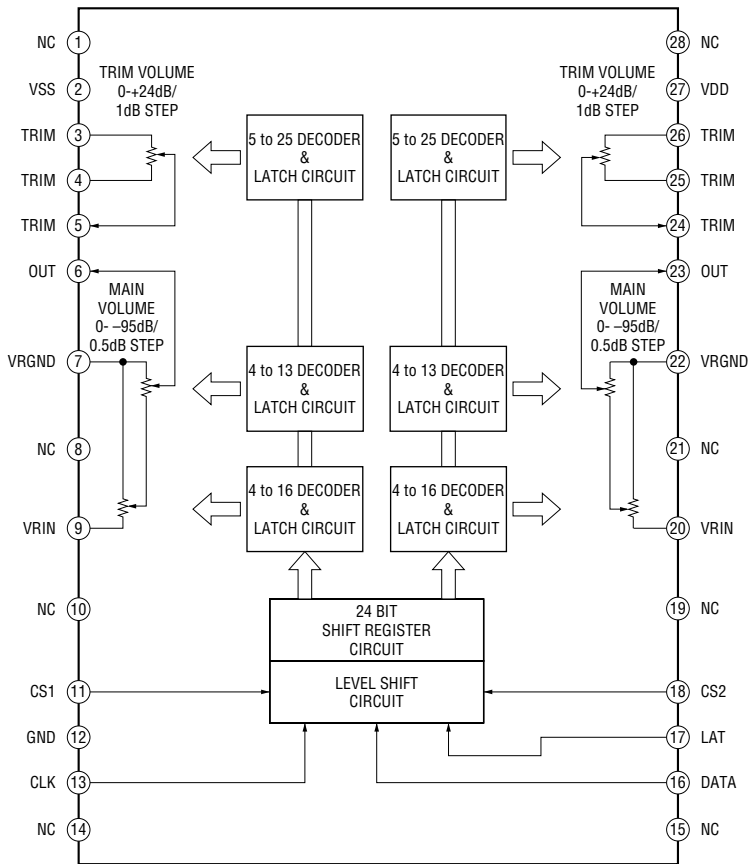 NC 1
VSS 2
TRIM 3
TRIM 4
TRIM 5
OUT 6
VRGND 7
NC 8
VRIN 9
NC 10
CS1 11
GND 12
CLK 13
NC 14
TRIM VOLUME
0-+24dB/
1dB STEP
MAIN
VOLUME
0- –95dB/
0.5dB STEP
5 to 25 DECODER
&
LATCH CIRCUIT
4 to 13 DECODER
&
LATCH CIRCUIT
4 to 16 DECODER
&
LATCH CIRCUIT
5 to 25 DECODER
&
LATCH CIRCUIT
4 to 13 DECODER
&
LATCH CIRCUIT
4 to 16 DECODER
&
LATCH CIRCUIT
24 BIT
SHIFT REGISTER
CIRCUIT
LEVEL SHIFT
CIRCUIT
TRIM VOLUME
0-+24dB/
1dB STEP
MAIN
VOLUME
0- –95dB/
0.5dB STEP
28 NC
27 VDD
26 TRIM
25 TRIM
24 TRIM
23 OUT
22 VRGND
21 NC
20 VRIN
19 NC
18 CS2
17 LAT
16 DATA
15 NC